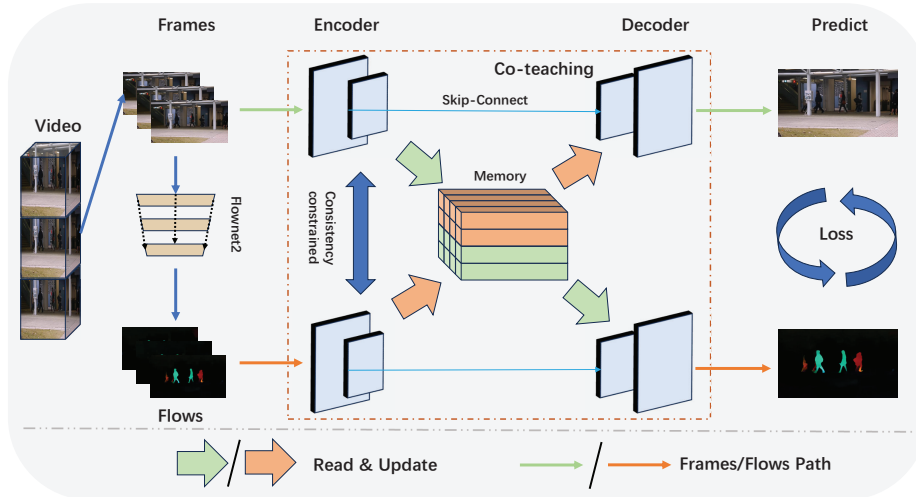 Frames
Encoder
Decoder
Predict
Co-teaching
Skip-Connect
Video
Memory
Flownet2
Consistency
constrained
Loss
Flows
Read & Update
Frames/Flows Path